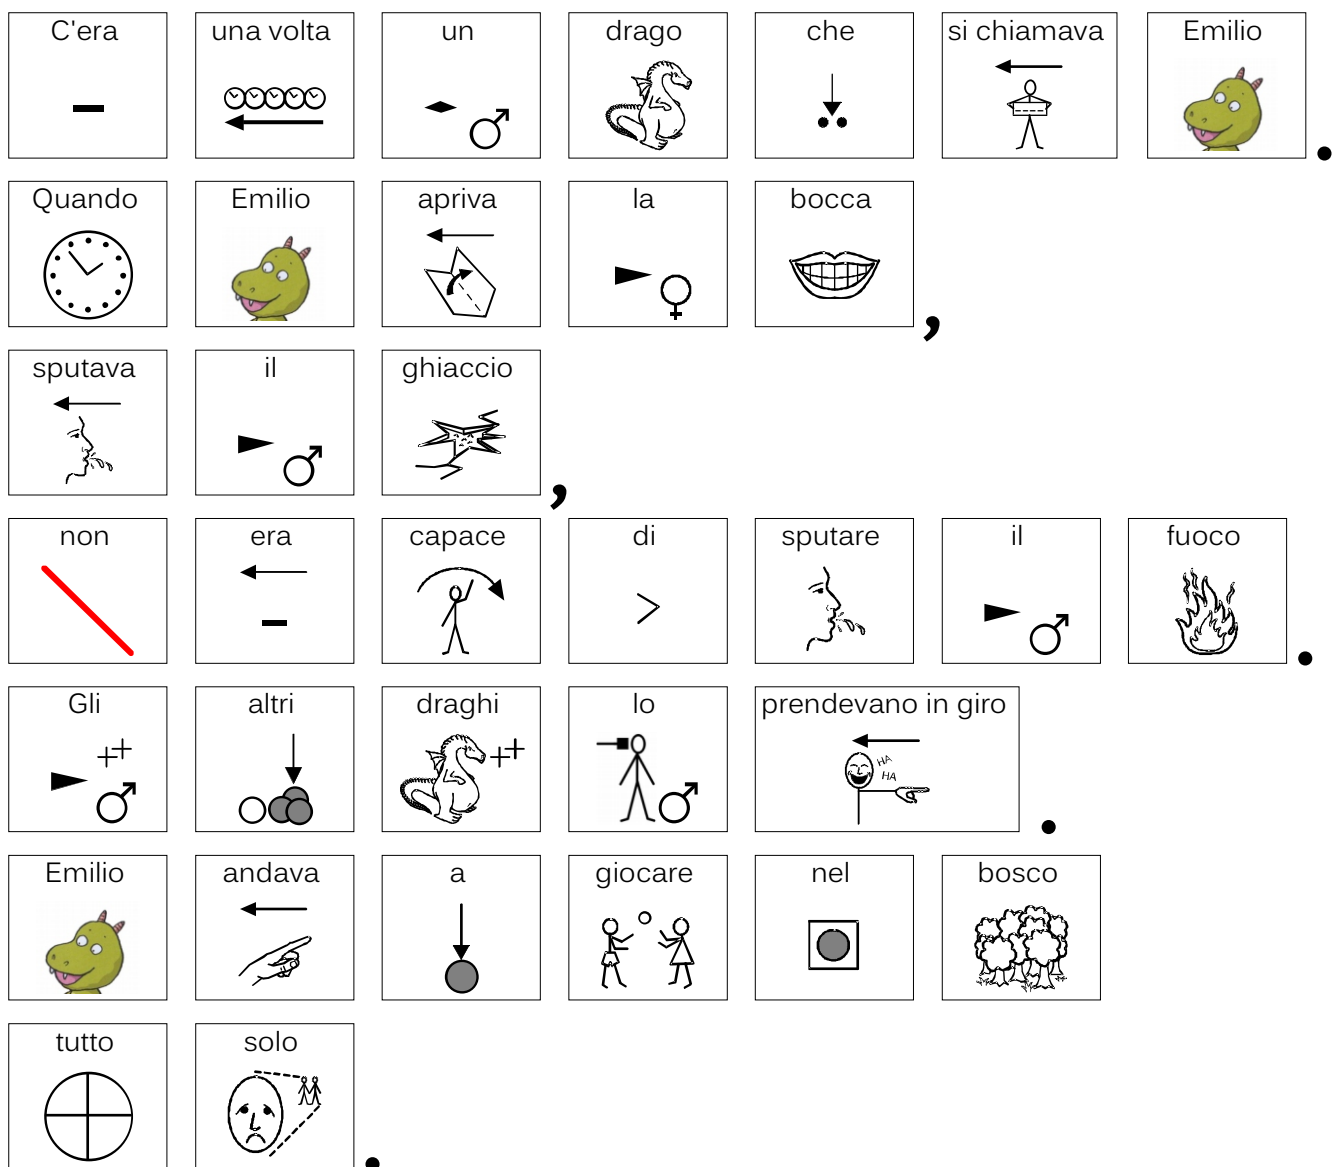 C'era una volta un drago che si chiamava Emilio.
Quando Emilio apriva la bocca,
sputava il ghiaccio,
non era capace di sputare il fuoco.
Gli altri draghi lo prendevano in giro.
HA
HA
Emilio andava a giocare nel bosco
tutto solo.